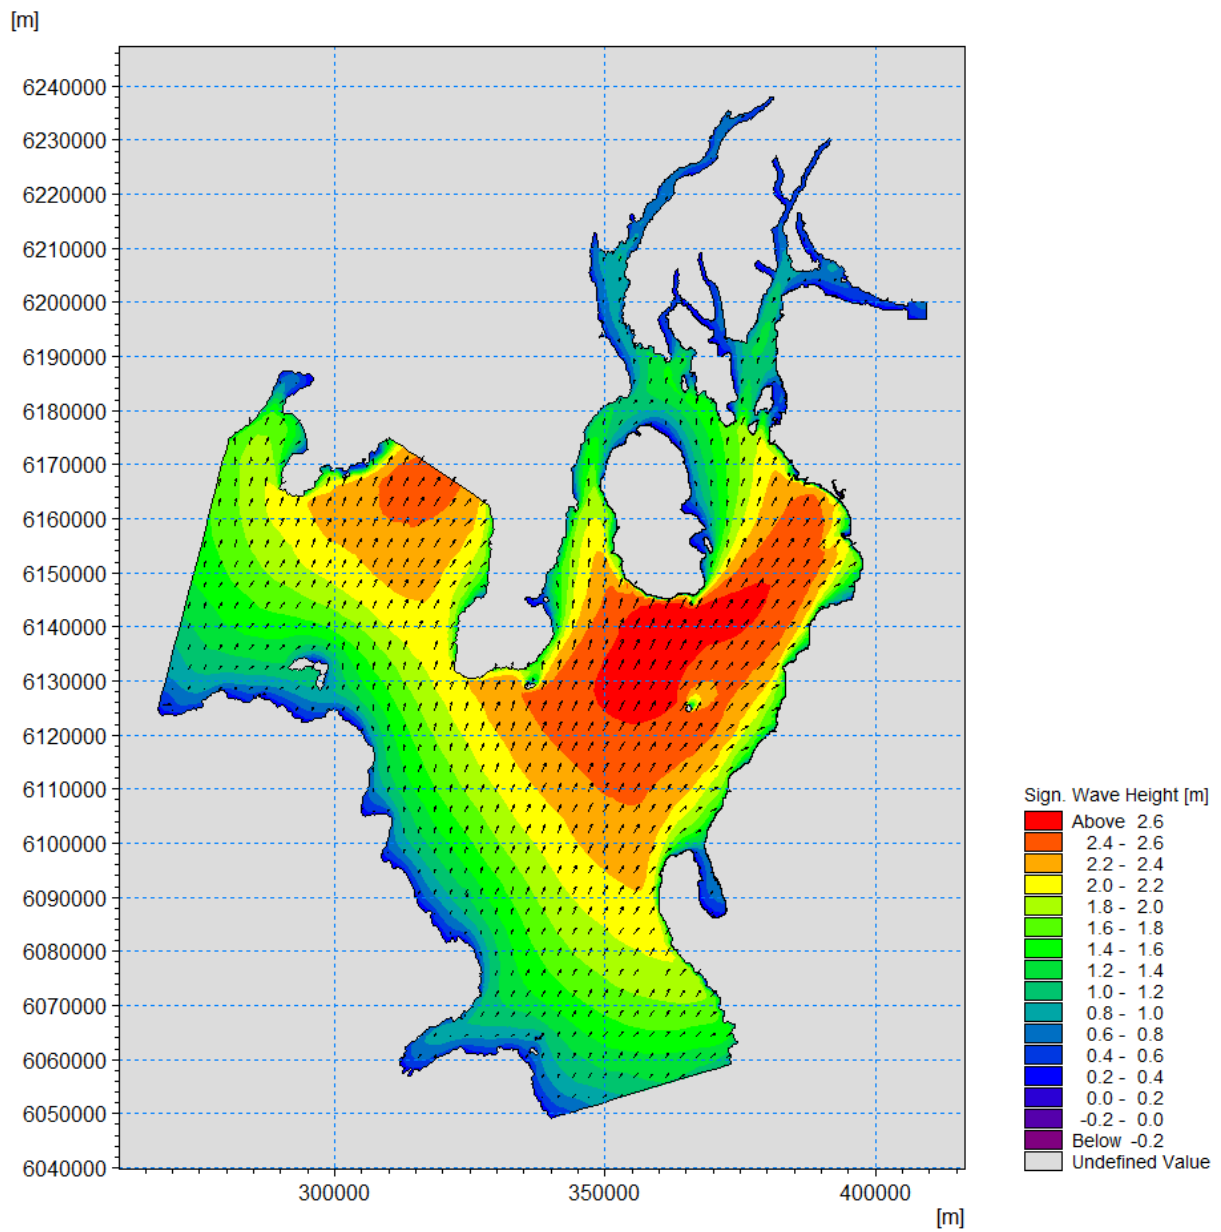 [m]
6240000
6230000
6220000
6210000
6200000
6190000
6180000
6170000
6160000
6150000
6140000
6130000
6120000
6110000
6100000
6090000
6080000
6070000
6060000
6050000
6040000
300000 350000 400000
[m]
Sign. Wave Height [m]
Above 2.6
2.4 - 2.6
2.2 - 2.4
2.0 - 2.2
1.8 - 2.0
1.6 - 1.8
1.4 - 1.6
1.2 - 1.4
1.0 - 1.2
0.8 - 1.0
0.6 - 0.8
0.4 - 0.6
0.2 - 0.4
0.0 - 0.2
-0.2 - 0.0
Below -0.2
Undefined Value